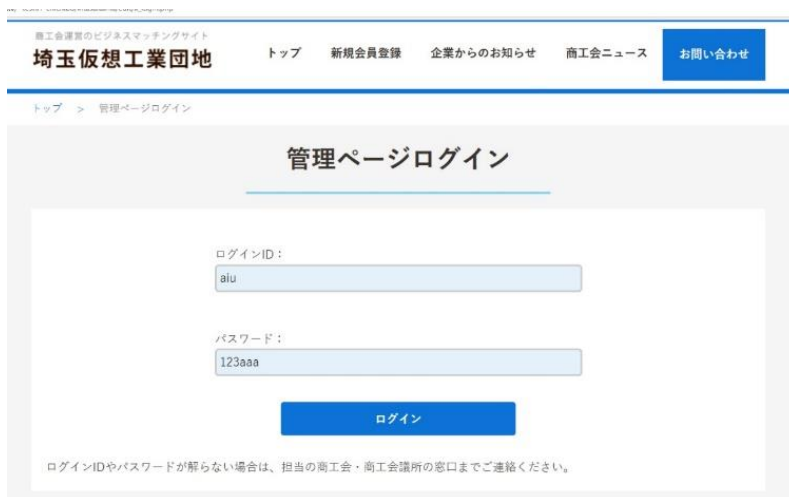 商工会運営のビジネスマッチングサイト
埼玉仮想工業団地
トップ 新規会員登録 企業からのお知らせ 商工会ニュース お問い合わせ
トップ > 管理ページログイン
管理ページログイン
ログインID：
aiu
パスワード：
123aaa
ログイン
ログインIDやパスワードが解らない場合は、担当の商工会・商工会議所の窓口までご連絡ください。